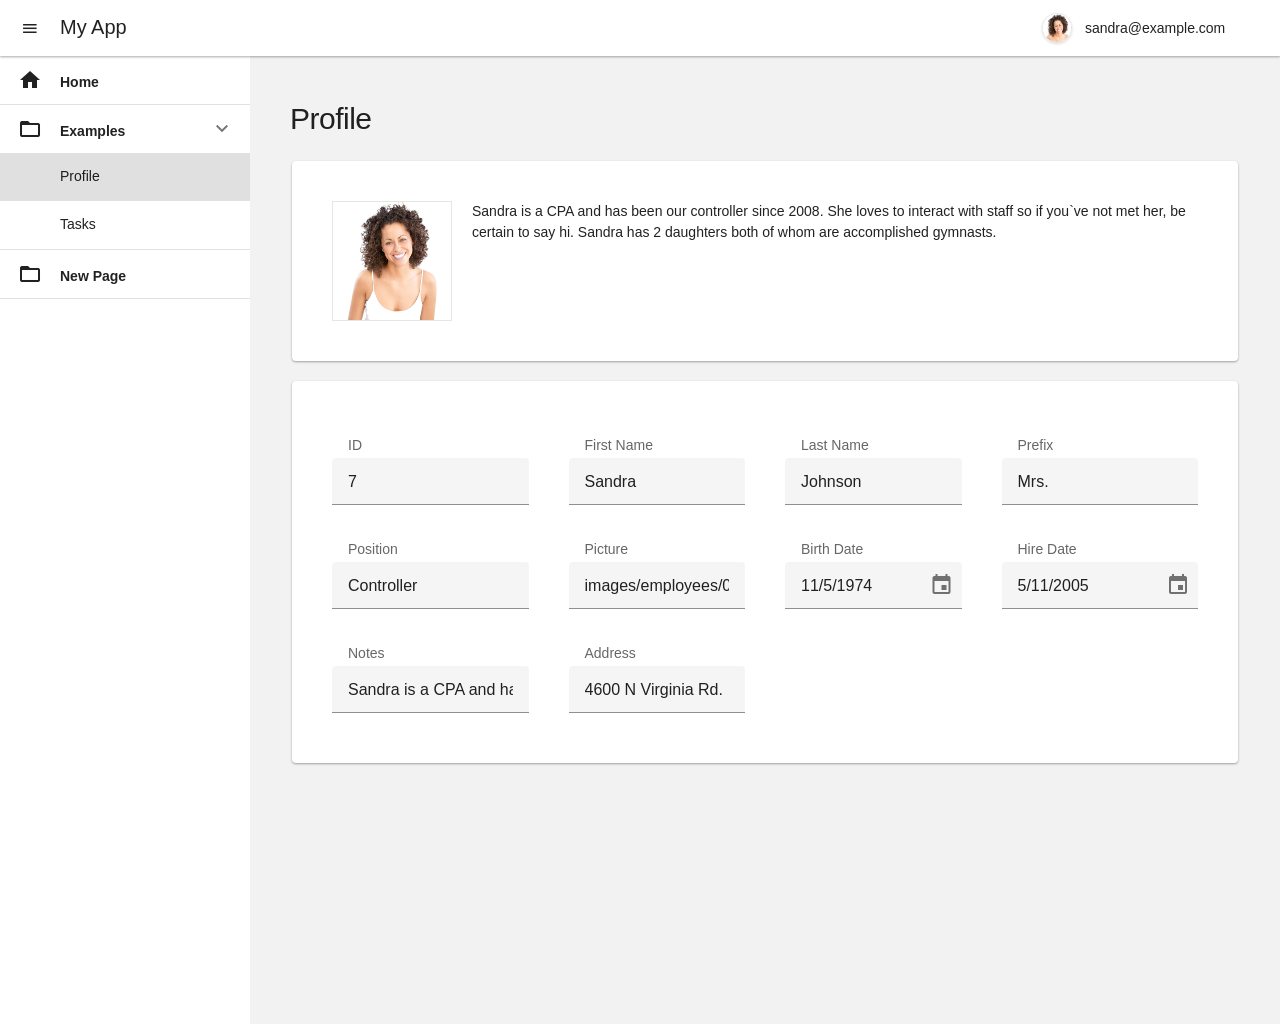 My App
sandra@example.com
Home
Examples
Profile
Tasks
New Page
Profile
Sandra is a CPA and has been our controller since 2008. She loves to interact with staff so if you`ve not met her, be
certain to say hi. Sandra has 2 daughters both of whom are accomplished gymnasts.
ID
First Name
Last Name
Prefix
7
Sandra
Johnson
Mrs.
Position
Picture
Birth Date
Hire Date
Controller
images/employees/0
11/5/1974
5/11/2005
Notes
Address
Sandra is a CPA and ha
4600 N Virginia Rd.